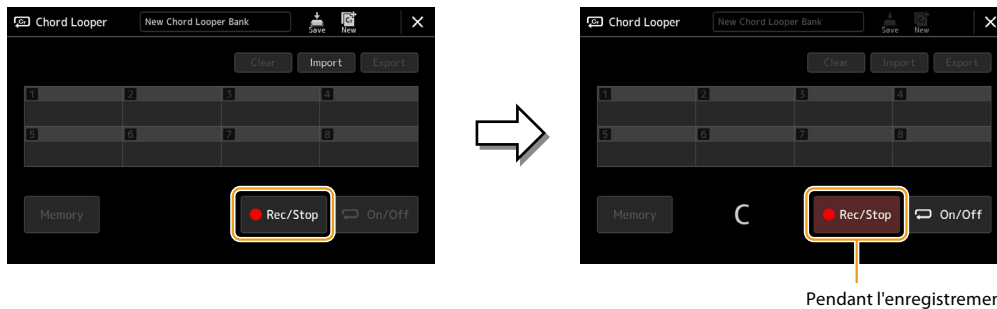 Chord Looper New Chord Looper Bank Save New
Clear Import Export
1 2 3 4
5 6 7 8
Memory Rec/Stop On/Off
Chord Looper New Chord Looper Bank Save New
Clear Import Export
1 2 3 4
5 6 7 8
Memory C Rec/Stop On/Off
Pendant l'enregistremen